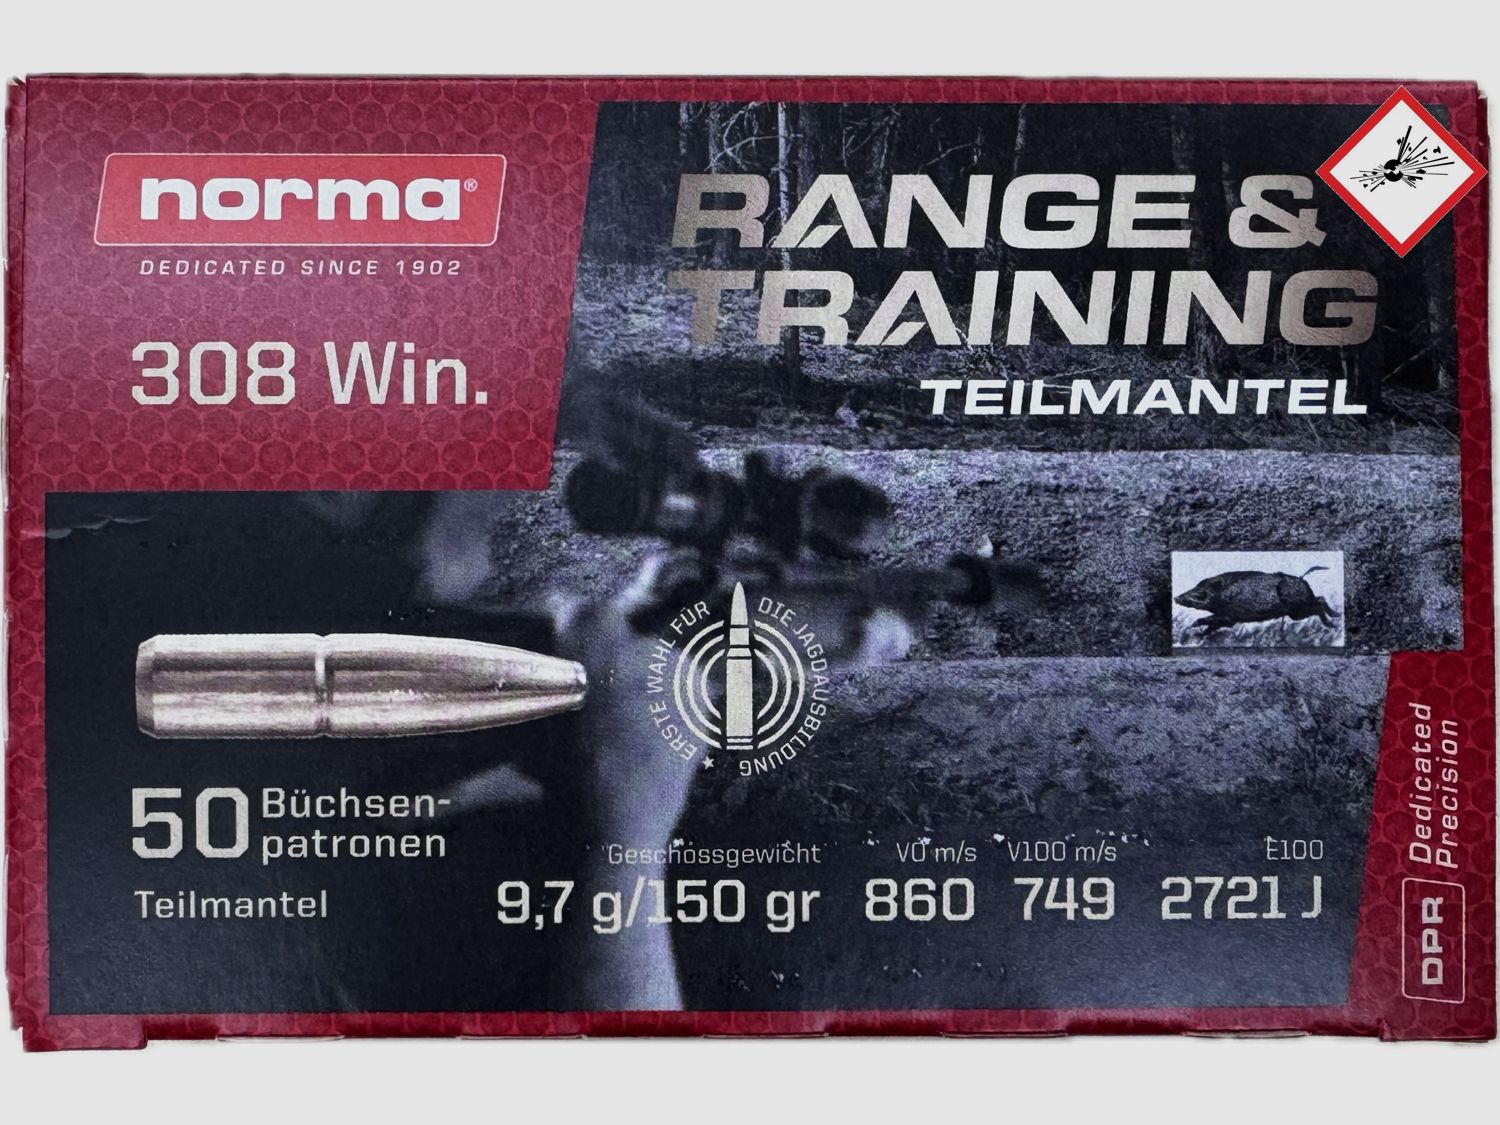 norma®
DEDICATED SINCE 1902
308 Win.
RANGE &
TRAINING
TEILMANTEL
ERSTE WAHL FÜR DIE JAGDAUSBILDUNG
50 Büchsen-
patronen
Teilmantel
Geschossgewicht
9,7 g/150 gr
V0 m/s
860
V100 m/s
749
E100
2721 J
Dedicated
Precision
DPR